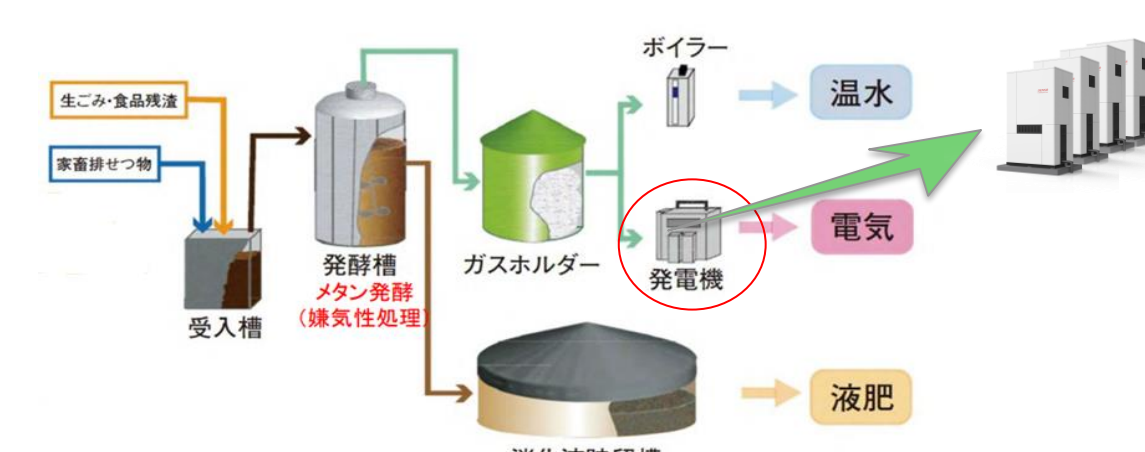 ボイラー
生ごみ・食品残渣
温水
家畜排せつ物
電気
発酵槽
ガスホルダー
発電機
メタン発酵
(嫌気性処理)
受入槽
液肥